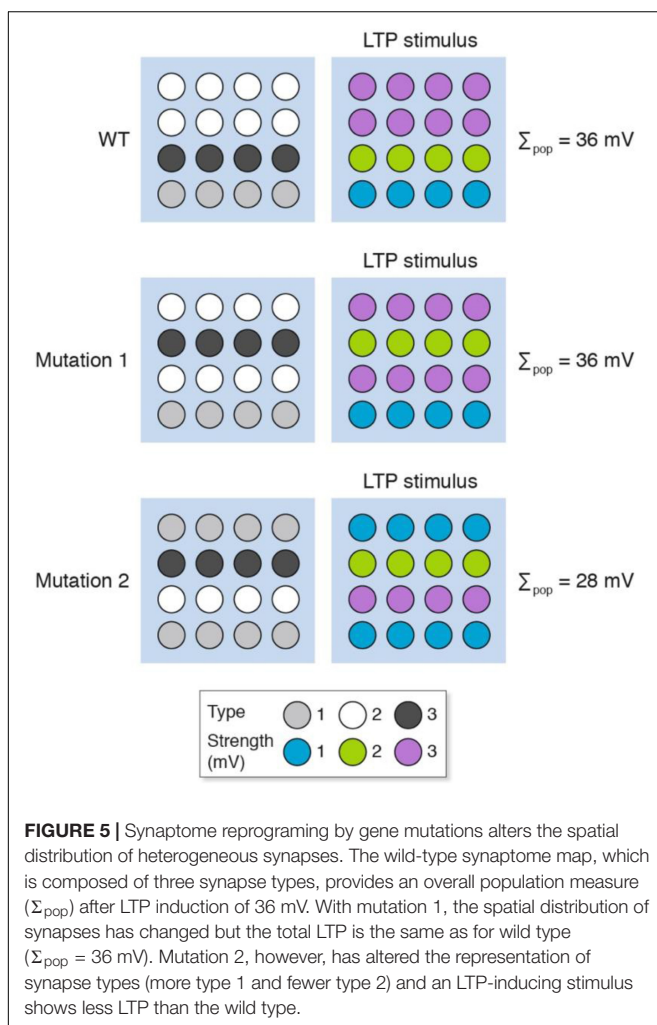 LTP stimulus
WT
Σpop = 36 mV
LTP stimulus
Mutation 1
Σpop = 36 mV
LTP stimulus
Mutation 2
Σpop = 28 mV
Type 1 2 3
Strength
(mV) 1 2 3
FIGURE 5 | Synaptome reprograming by gene mutations alters the spatial
distribution of heterogeneous synapses. The wild-type synaptome map, which
is composed of three synapse types, provides an overall population measure
(Σpop) after LTP induction of 36 mV. With mutation 1, the spatial distribution of
synapses has changed but the total LTP is the same as for wild type
(Σpop = 36 mV). Mutation 2, however, has altered the representation of
synapse types (more type 1 and fewer type 2) and an LTP-inducing stimulus
shows less LTP than the wild type.